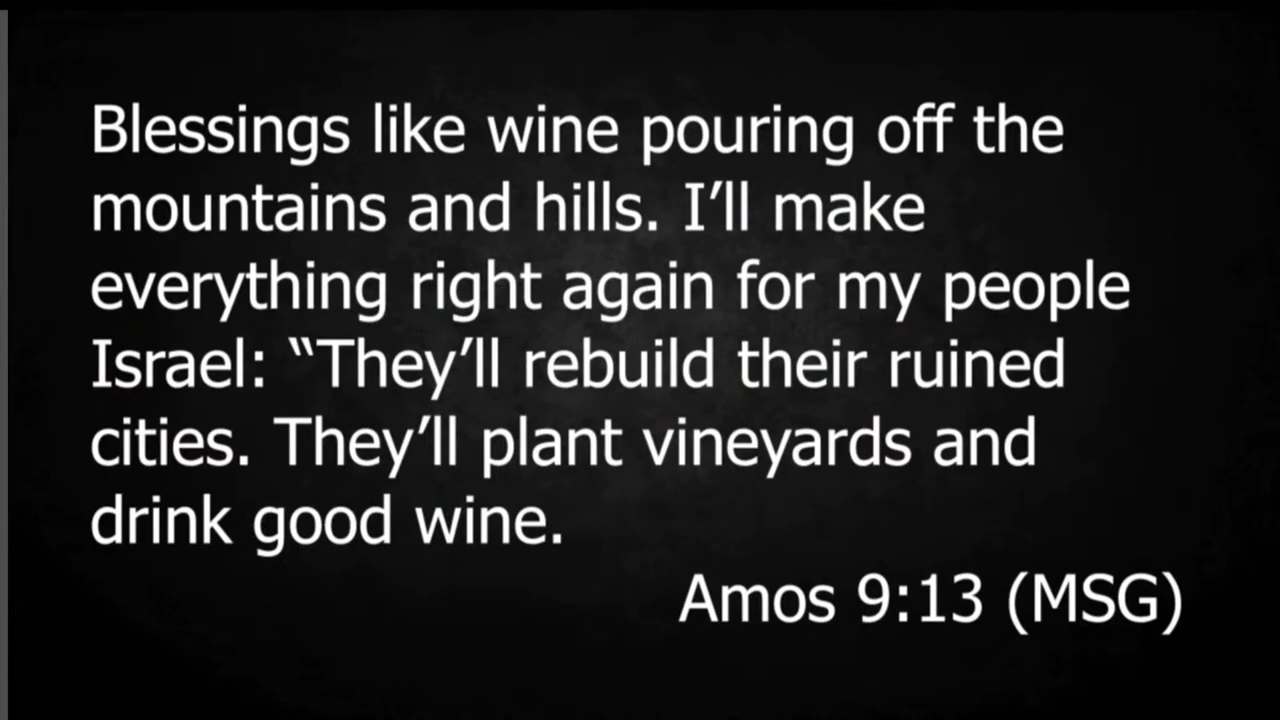 Blessings like wine pouring off the
mountains and hills. I’ll make
everything right again for my people
Israel: “They’ll rebuild their ruined
cities. They’ll plant vineyards and
drink good wine.
Amos 9:13 (MSG)